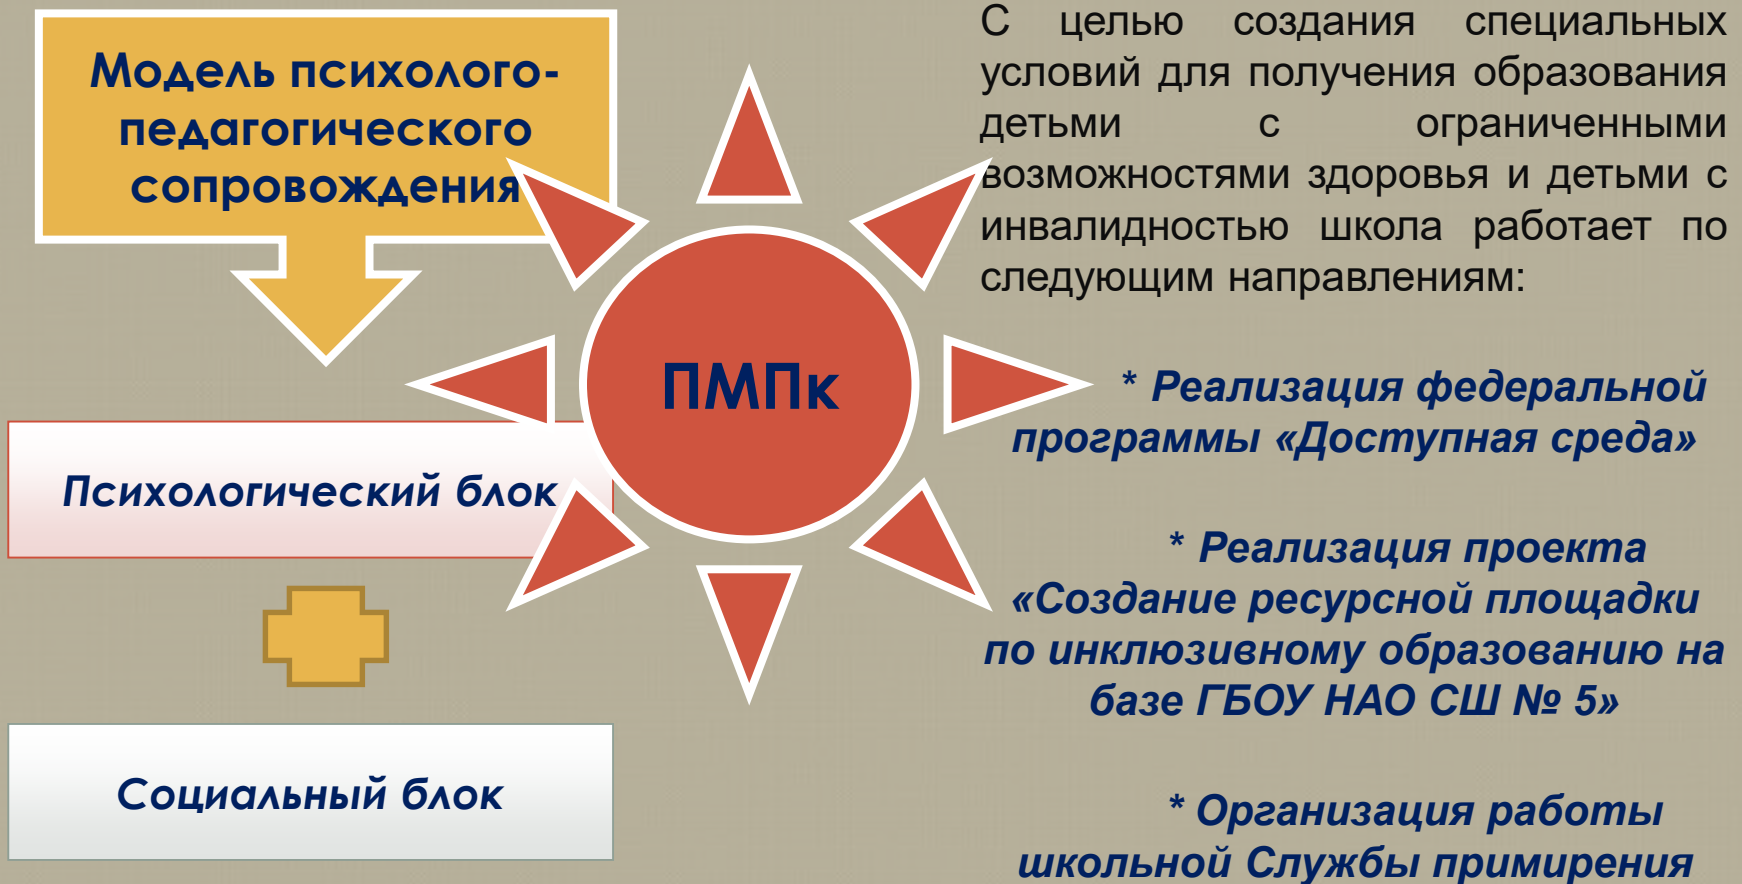 Модель психолого-
педагогического
сопровождения
ПМПк
Психологический блок
Социальный блок
С целью создания специальных
условий для получения образования
детьми с ограниченными
возможностями здоровья и детьми с
инвалидностью школа работает по
следующим направлениям:
* Реализация федеральной
программы «Доступная среда»
* Реализация проекта
«Создание ресурсной площадки
по инклюзивному образованию на
базе ГБОУ НАО СШ № 5»
* Организация работы
школьной Службы примирения